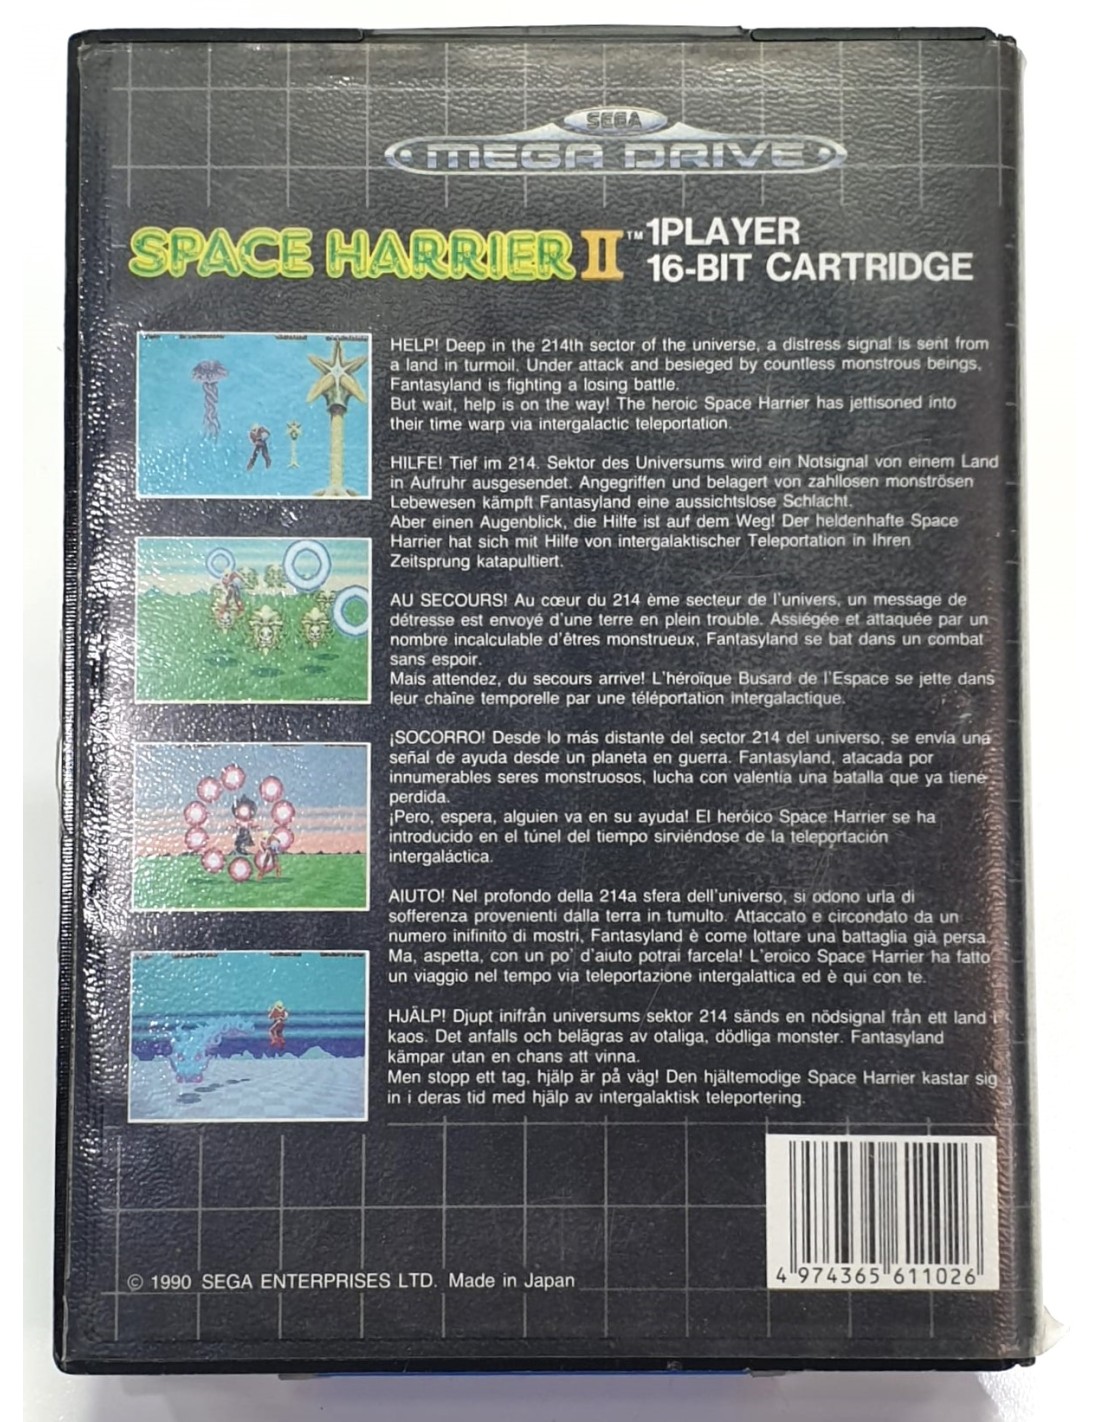 SEGA
MEGA DRIVE
SPACE HARRIER II™
1PLAYER
16-BIT CARTRIDGE
HELP! Deep in the 214th sector of the universe, a distress signal is sent from
a land in turmoil. Under attack and besieged by countless monstrous beings,
Fantasyland is fighting a losing battle.
But wait, help is on the way! The heroic Space Harrier has jettisoned into
their time warp via intergalactic teleportation.
HILFE! Tief im 214. Sektor des Universums wird ein Notsignal von einem Land
in Aufruhr ausgesendet. Angegriffen und belagert von zahllosen monströsen
Lebewesen kämpft Fantasyland eine aussichtslose Schlacht.
Aber einen Augenblick, die Hilfe ist auf dem Weg! Der heldenhafte Space
Harrier hat sich mit Hilfe von intergalaktischer Teleportation in Ihren
Zeitsprung katapultiert.
AU SECOURS! Au cœur du 214 ème secteur de l'univers, un message de
détresse est envoyé d'une terre en plein trouble. Assiégée et attaquée par un
nombre incalculable d'êtres monstrueux, Fantasyland se bat dans un combat
sans espoir.
Mais attendez, du secours arrive! L'héroïque Busard de l'Espace se jette dans
leur chaîne temporelle par une téléportation intergalactique.
¡SOCORRO! Desde lo más distante del sector 214 del universo, se envía una
señal de ayuda desde un planeta en guerra. Fantasyland, atacada por
innumerables seres monstruosos, lucha con valentía una batalla que ya tiene
perdida.
¡Pero, espera, alguien va en su ayuda! El heróico Space Harrier se ha
introducido en el túnel del tiempo sirviéndose de la teleportación
intergaláctica.
AIUTO! Nel profondo della 214a sfera dell'universo, si odono urla di
sofferenza provenienti dalla terra in tumulto. Attaccato e circondato da un
numero inifinito di mostri, Fantasyland è come lottare una battaglia già persa.
Ma, aspetta, con un po' d'aiuto potrai farcela! L'eroico Space Harrier ha fatto
un viaggio nel tempo via teleportazione intergalattica ed è qui con te.
HJÄLP! Djupt inifrån universums sektor 214 sänds en nödsignal från ett land i
kaos. Det anfalls och belägras av otaliga, dödliga monster. Fantasyland
kämpar utan en chans att vinna.
Men stopp ett tag, hjälp är på väg! Den hjältemodige Space Harrier kastar sig
in i deras tid med hjälp av intergalaktisk teleportering.
4 974365 611026
© 1990 SEGA ENTERPRISES LTD. Made in Japan